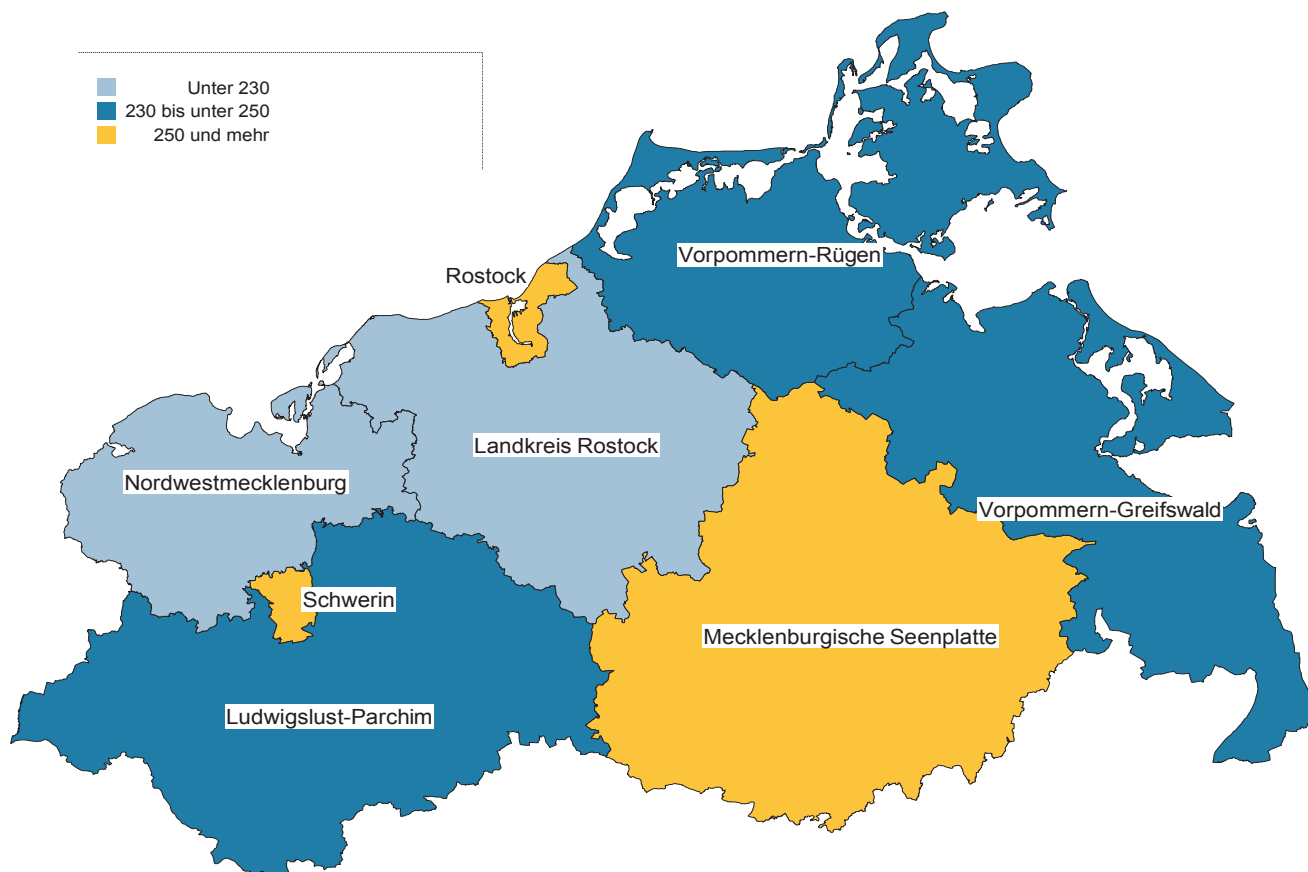 Unter 230
230 bis unter 250
250 und mehr
Vorpommern-Rügen
Rostock
Landkreis Rostock
Nordwestmecklenburg
Vorpommern-Greifswald
Schwerin
Mecklenburgische Seenplatte
Ludwigslust-Parchim